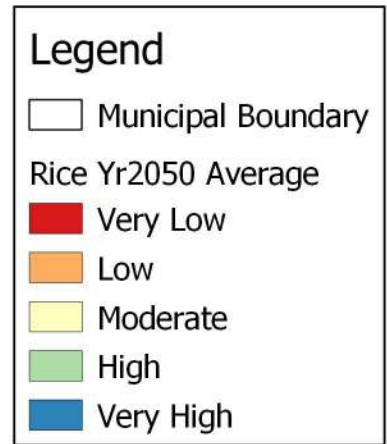 Legend
Municipal Boundary
Rice Yr2050 Average
Very Low
Low
Moderate
High
Very High